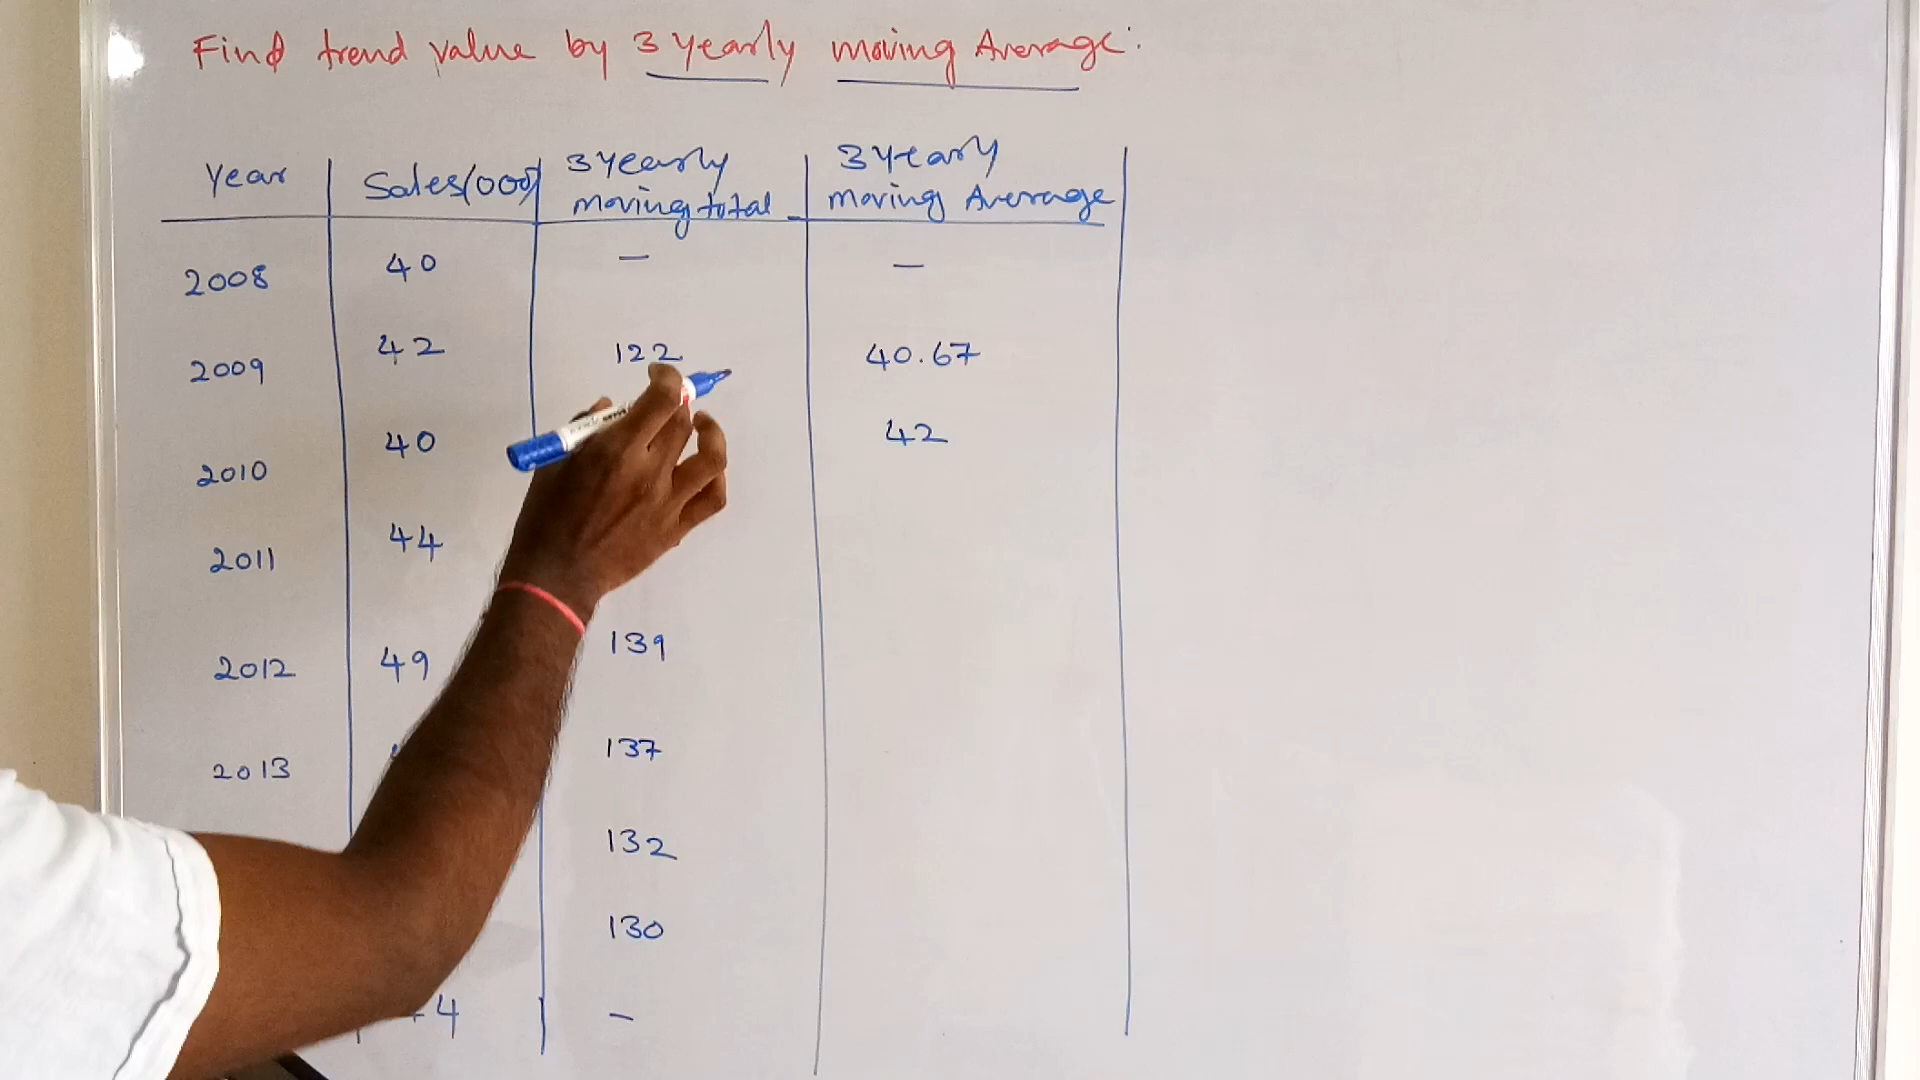 Find trend value by 3 yearly moving Average:
Year Sales(000) 3 Yearly moving total 3 Yearly moving Average
2008 40 — —
2009 42 122 40.67
2010 40 42
2011 44
2012 49 139
2013 137
132
130
44 —